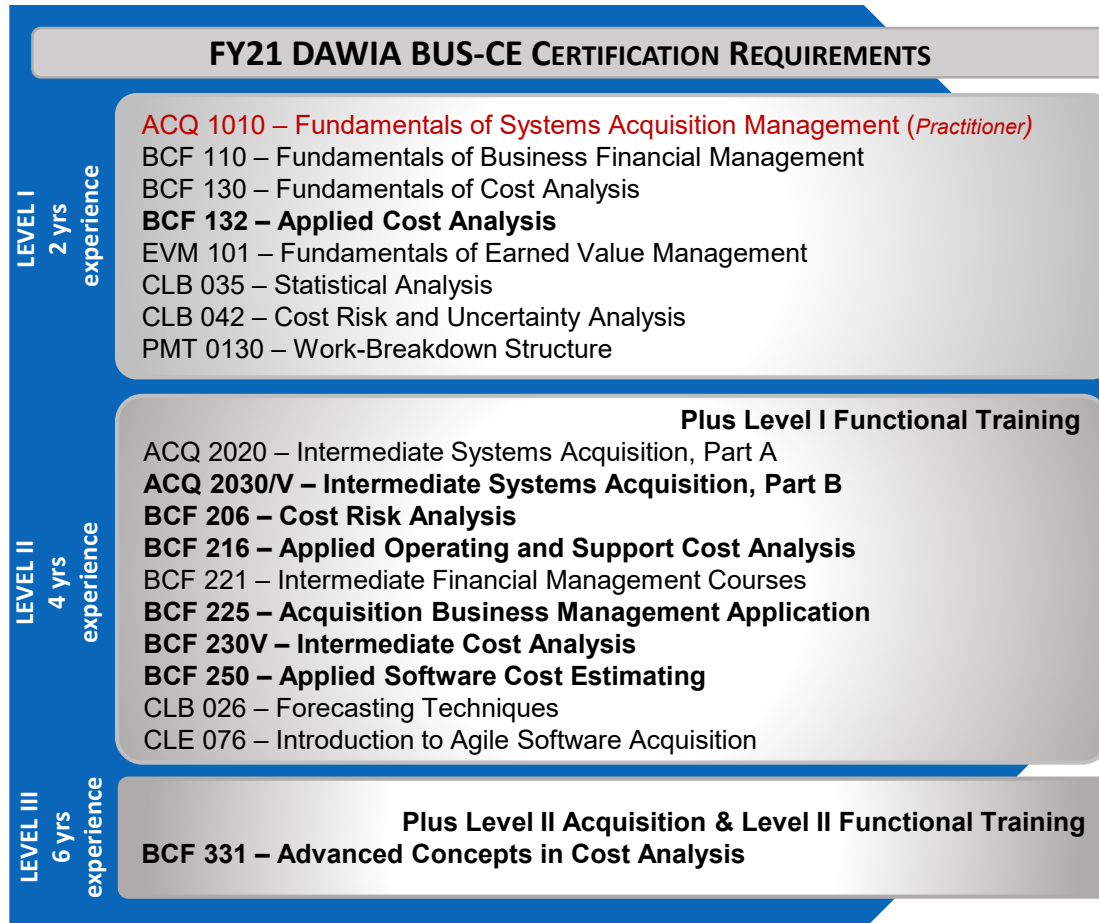 FY21 DAWIA BUS-CE CERTIFICATION REQUIREMENTS
LEVEL I
2 yrs
experience
ACQ 1010 – Fundamentals of Systems Acquisition Management (Practitioner)
BCF 110 – Fundamentals of Business Financial Management
BCF 130 – Fundamentals of Cost Analysis
BCF 132 – Applied Cost Analysis
EVM 101 – Fundamentals of Earned Value Management
CLB 035 – Statistical Analysis
CLB 042 – Cost Risk and Uncertainty Analysis
PMT 0130 – Work-Breakdown Structure
LEVEL II
4 yrs
experience
Plus Level I Functional Training
ACQ 2020 – Intermediate Systems Acquisition, Part A
ACQ 2030/V – Intermediate Systems Acquisition, Part B
BCF 206 – Cost Risk Analysis
BCF 216 – Applied Operating and Support Cost Analysis
BCF 221 – Intermediate Financial Management Courses
BCF 225 – Acquisition Business Management Application
BCF 230V – Intermediate Cost Analysis
BCF 250 – Applied Software Cost Estimating
CLB 026 – Forecasting Techniques
CLE 076 – Introduction to Agile Software Acquisition
LEVEL III
6 yrs
experience
Plus Level II Acquisition & Level II Functional Training
BCF 331 – Advanced Concepts in Cost Analysis